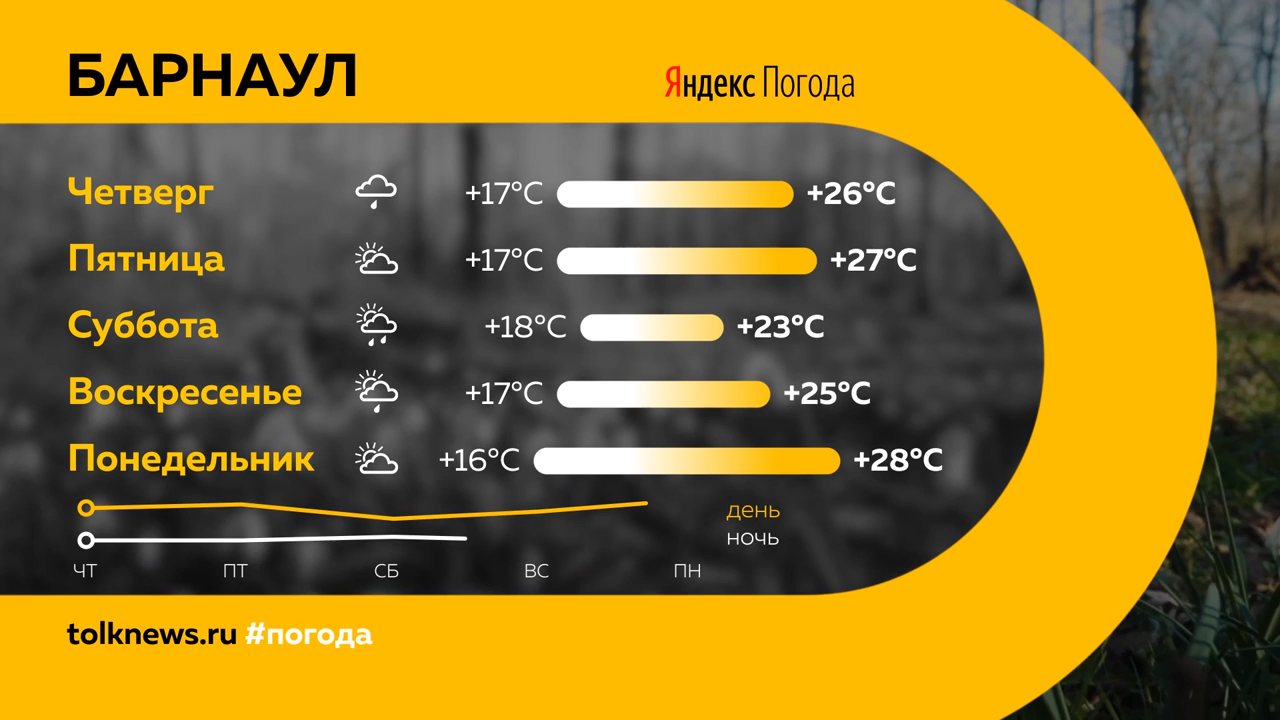 БАРНАУЛ
Яндекс Погода
Четверг +17°C +26°C
Пятница +17°C +27°C
Суббота +18°C +23°C
Воскресенье +17°C +25°C
Понедельник +16°C +28°C
день
ночь
ЧТ ПТ СБ ВС ПН
tolknews.ru #погода